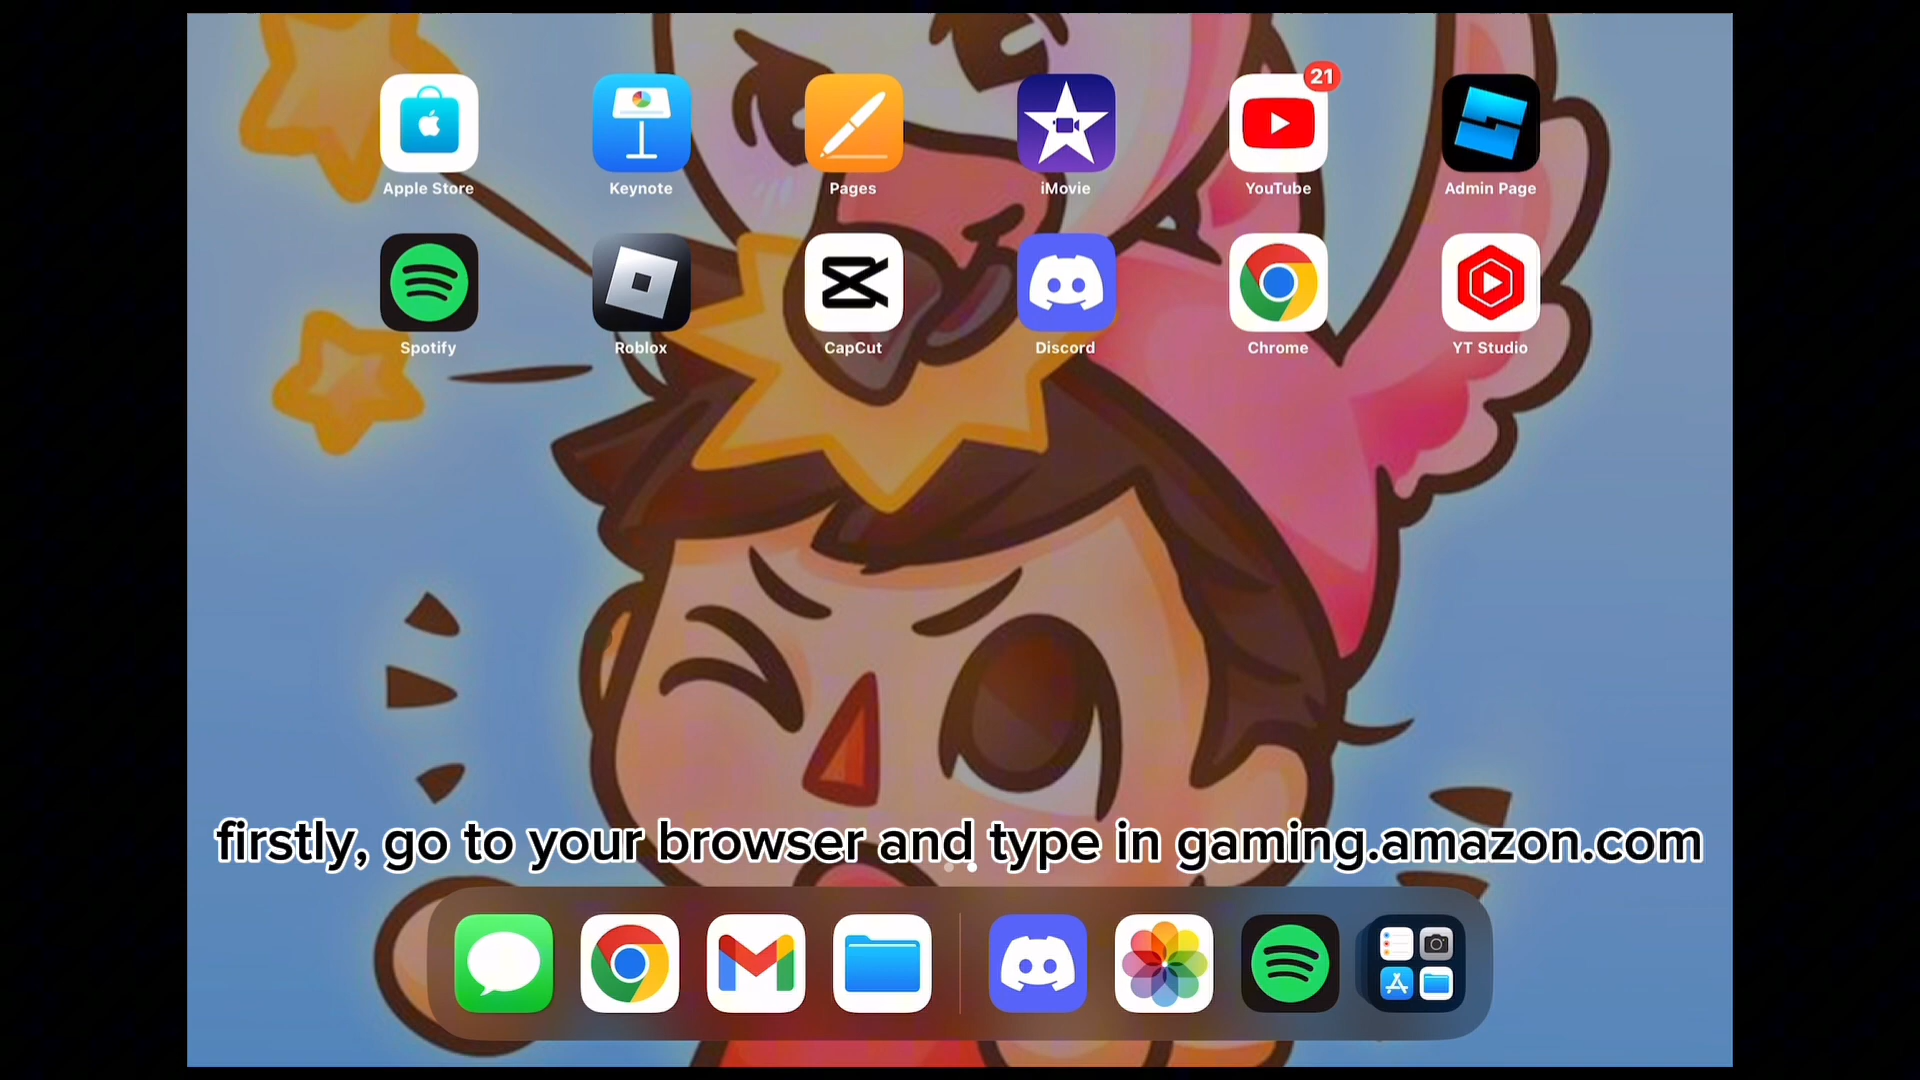 21
Apple Store
Keynote
Pages
iMovie
YouTube
Admin Page
Spotify
Roblox
CapCut
Discord
Chrome
YT Studio
firstly, go to your browser and type in gaming.amazon.com